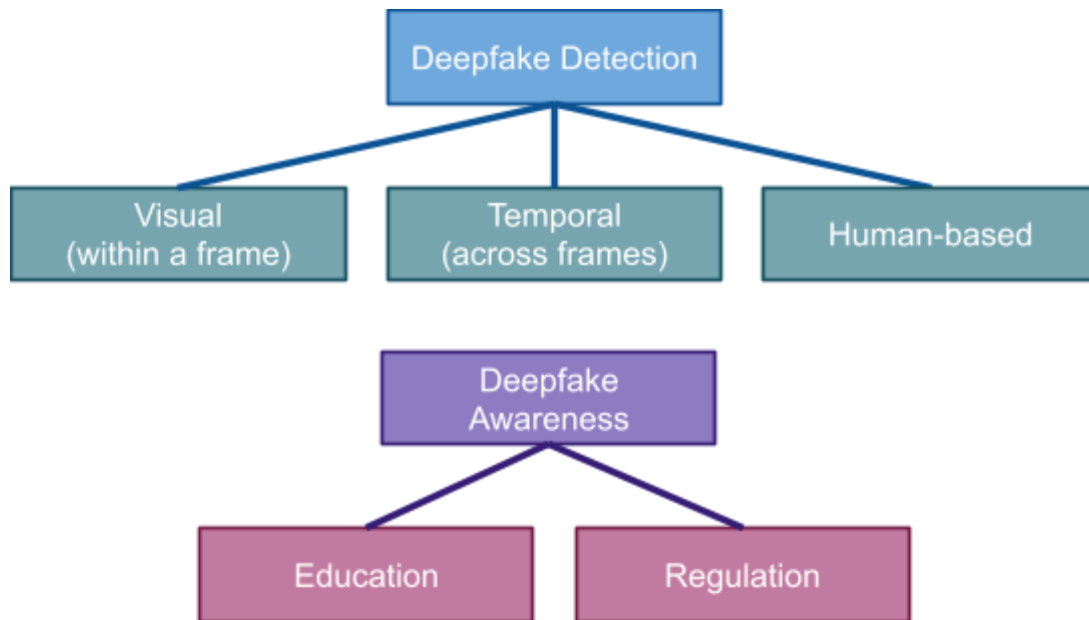 Deepfake Detection
Visual
(within a frame)
Temporal
(across frames)
Human-based
Deepfake
Awareness
Education
Regulation